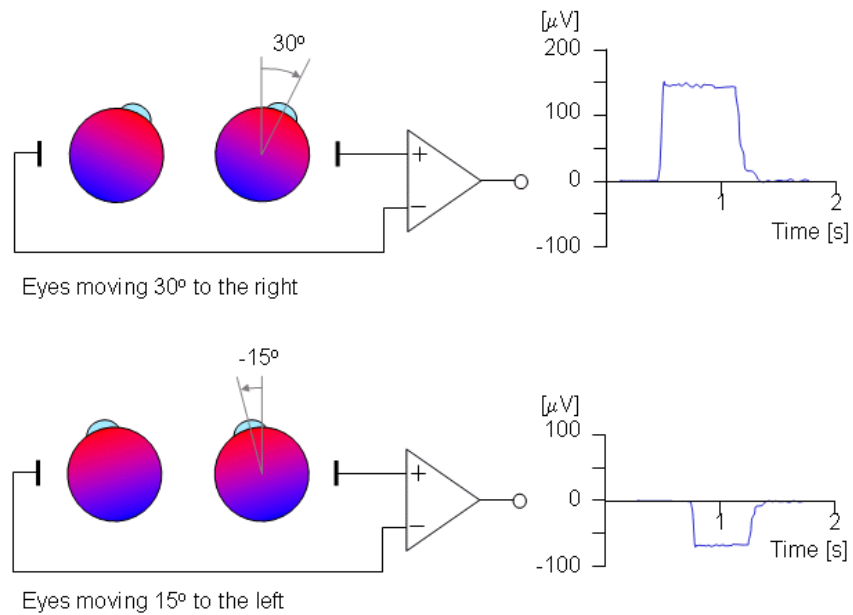 30º
[μV]
200
100
0
-100
1
2
Time [s]
+
−
Eyes moving 30º to the right
-15º
[μV]
100
0
-100
1
2
Time [s]
+
−
Eyes moving 15º to the left